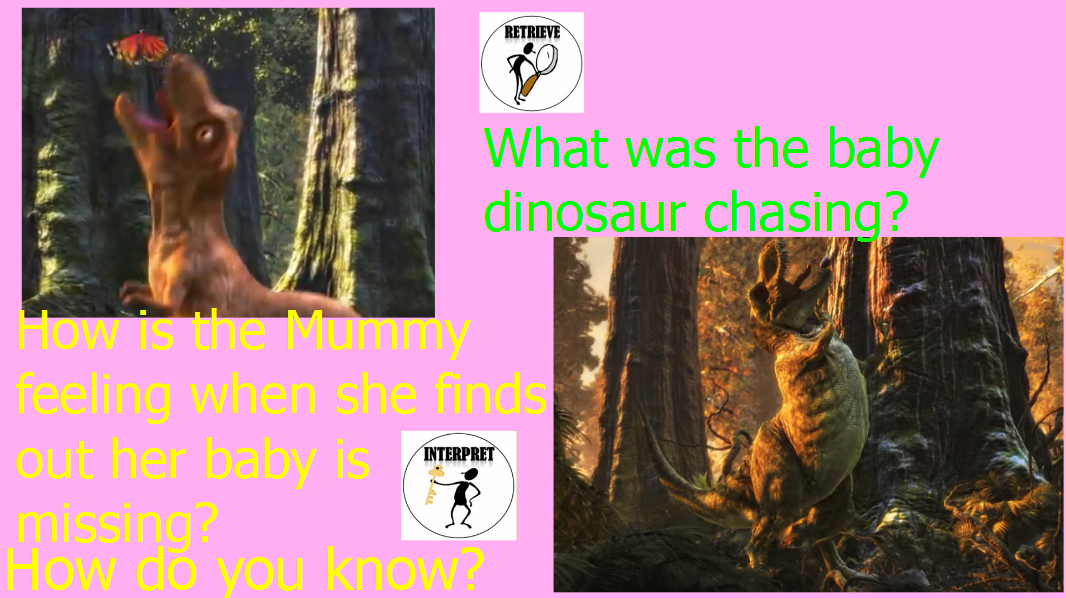 RETRIEVE
What was the baby
dinosaur chasing?
How is the Mummy
feeling when she finds
out her baby is
missing?
INTERPRET
How do you know?